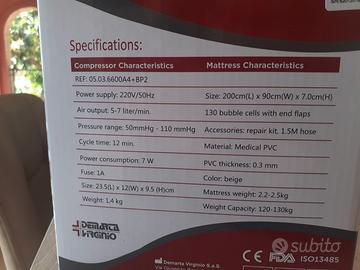 Specifications:
Compressor Characteristics
Mattress Characteristics
REF: 05.03.6600A4+BP2
Power supply: 220V/50Hz
Size: 200cm(L) x 90cm(W) x 7.0cm(H)
Air output: 5-7 liter/min.
130 bubble cells with end flaps
Pressure range: 50mmHg - 110 mmHg
Accessories: repair kit, 1.5M hose
Cycle time: 12 min.
Material: Medical PVC
Power consumption: 7 W
PVC thickness: 0.3 mm
Fuse: 1A
Color: beige
Size: 23.5(L) x 12(W) x 9.5 (H)cm
Mattress weight: 2.2-2.5kg
Weight: 1.4 kg
Weight Capacity: 120-130kg
Demarta
Virginio
Demarta Virginio S.a.S
CE FDA ISO13485
subito